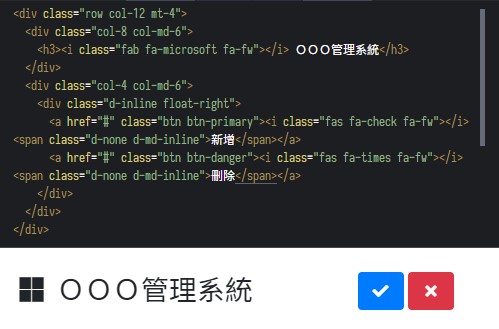 <div class="row col-12 mt-4">
<div class="col-8 col-md-6">
<h3><i class="fab fa-microsoft fa-fw"></i> ＯＯＯ管理系統</h3>
</div>
<div class="col-4 col-md-6">
<div class="d-inline float-right">
<a href="#" class="btn btn-primary"><i class="fas fa-check fa-fw"></i>
<span class="d-none d-md-inline">新增</span></a>
<a href="#" class="btn btn-danger"><i class="fas fa-times fa-fw"></i>
<span class="d-none d-md-inline">刪除</span></a>
</div>
</div>
</div>
ＯＯＯ管理系統